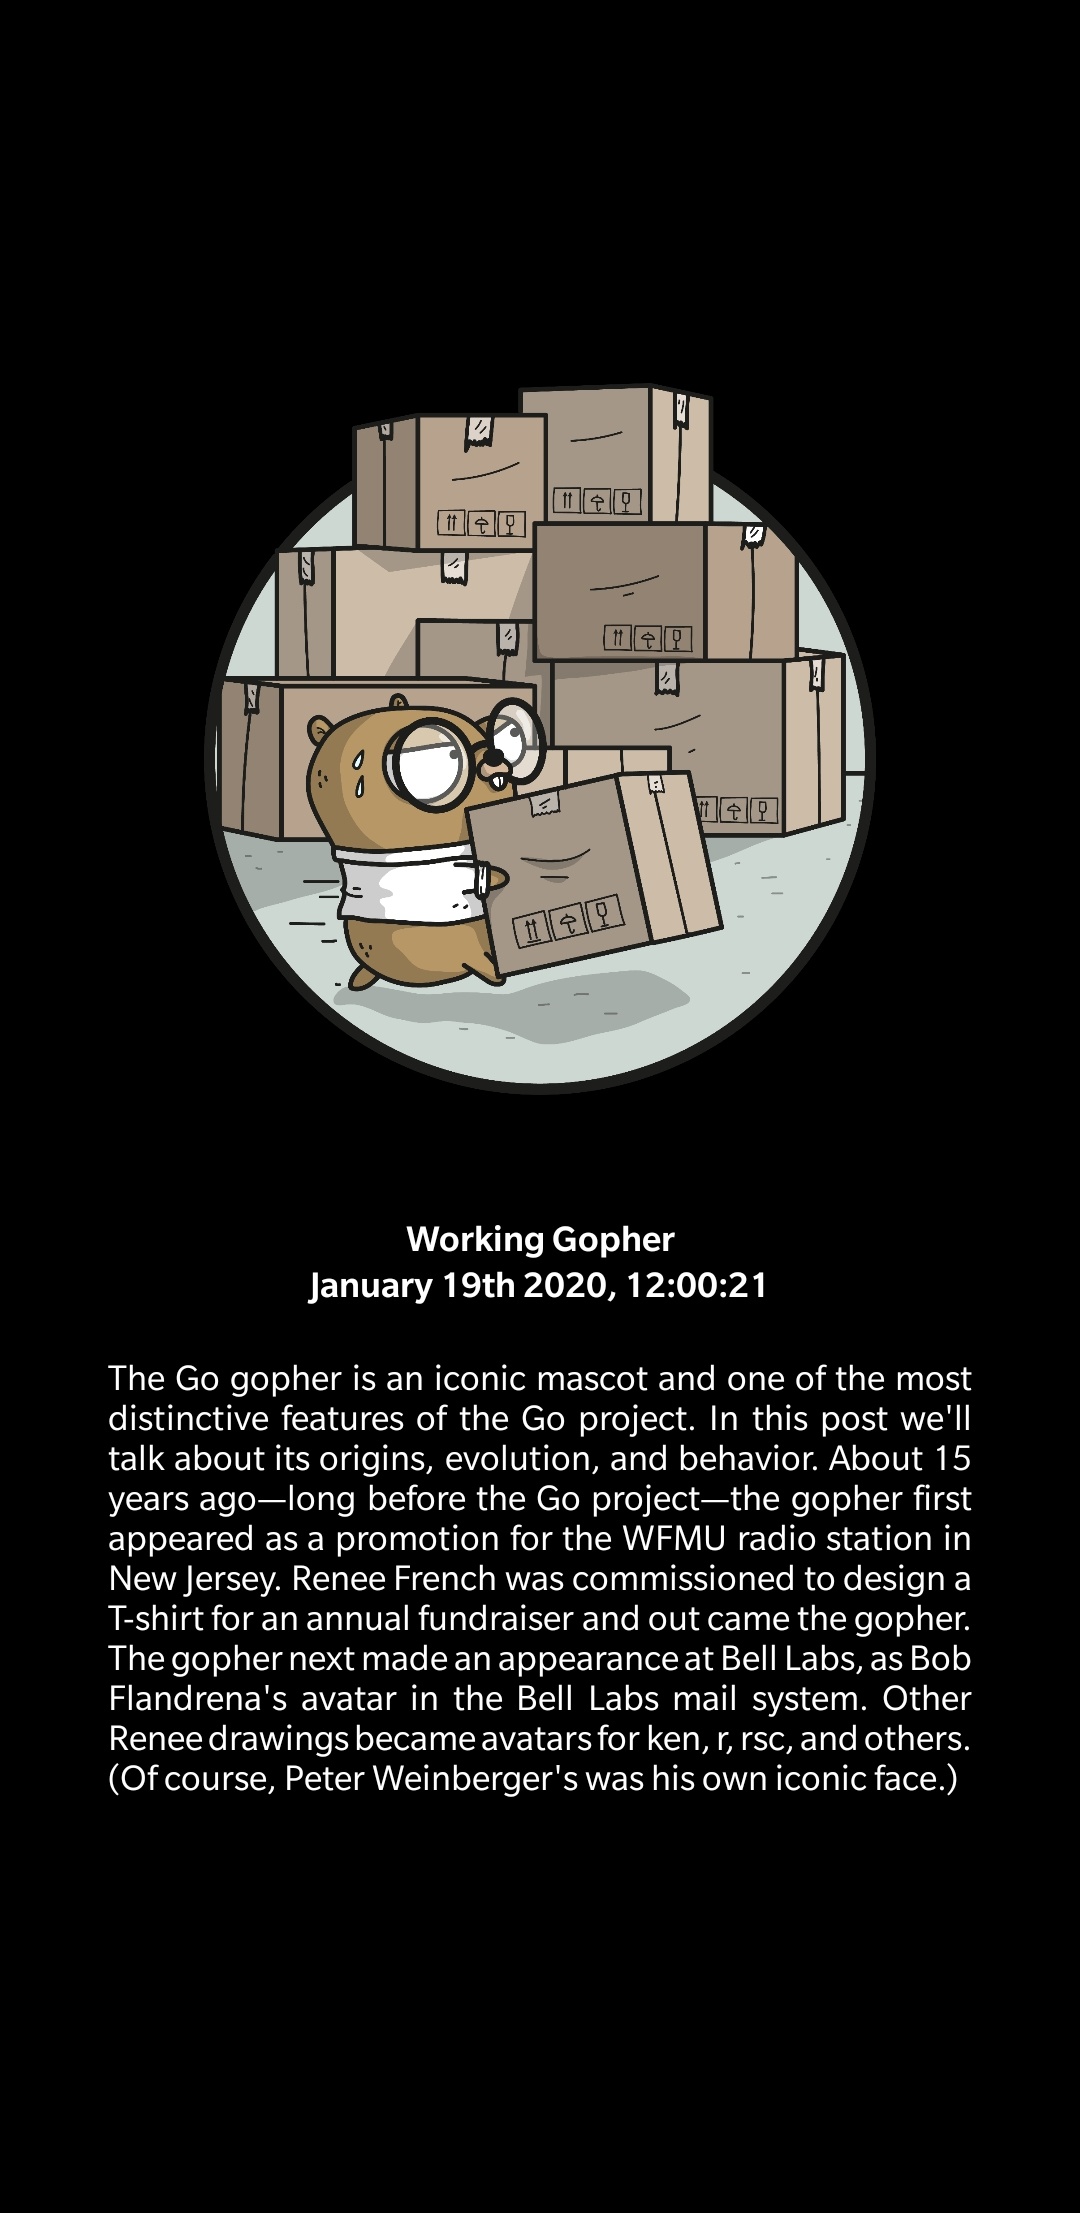 Working Gopher
January 19th 2020, 12:00:21
The Go gopher is an iconic mascot and one of the most
distinctive features of the Go project. In this post we'll
talk about its origins, evolution, and behavior. About 15
years ago—long before the Go project—the gopher first
appeared as a promotion for the WFMU radio station in
New Jersey. Renee French was commissioned to design a
T-shirt for an annual fundraiser and out came the gopher.
The gopher next made an appearance at Bell Labs, as Bob
Flandrena's avatar in the Bell Labs mail system. Other
Renee drawings became avatars for ken, r, rsc, and others.
(Of course, Peter Weinberger's was his own iconic face.)